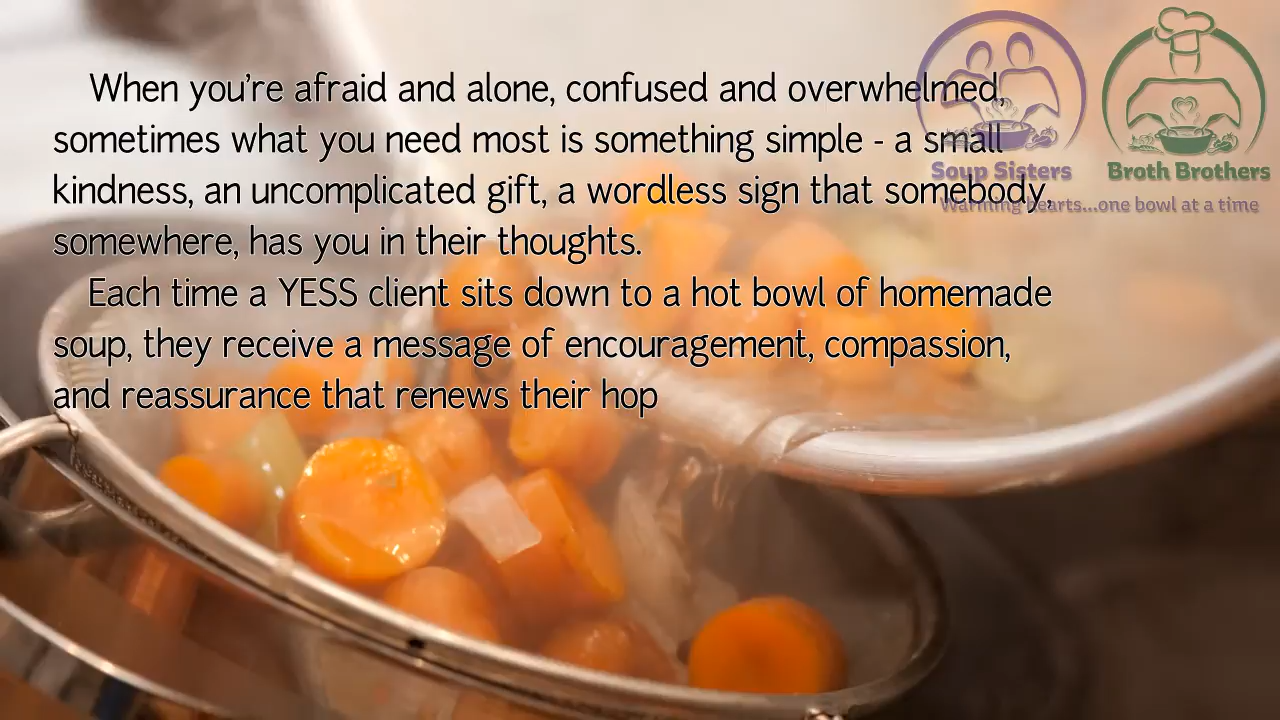 When you're afraid and alone, confused and overwhelmed,
sometimes what you need most is something simple - a small
kindness, an uncomplicated gift, a wordless sign that somebody,
somewhere, has you in their thoughts.
Each time a YESS client sits down to a hot bowl of homemade
soup, they receive a message of encouragement, compassion,
and reassurance that renews their hop
Soup Sisters
Broth Brothers
Warming hearts...one bowl at a time